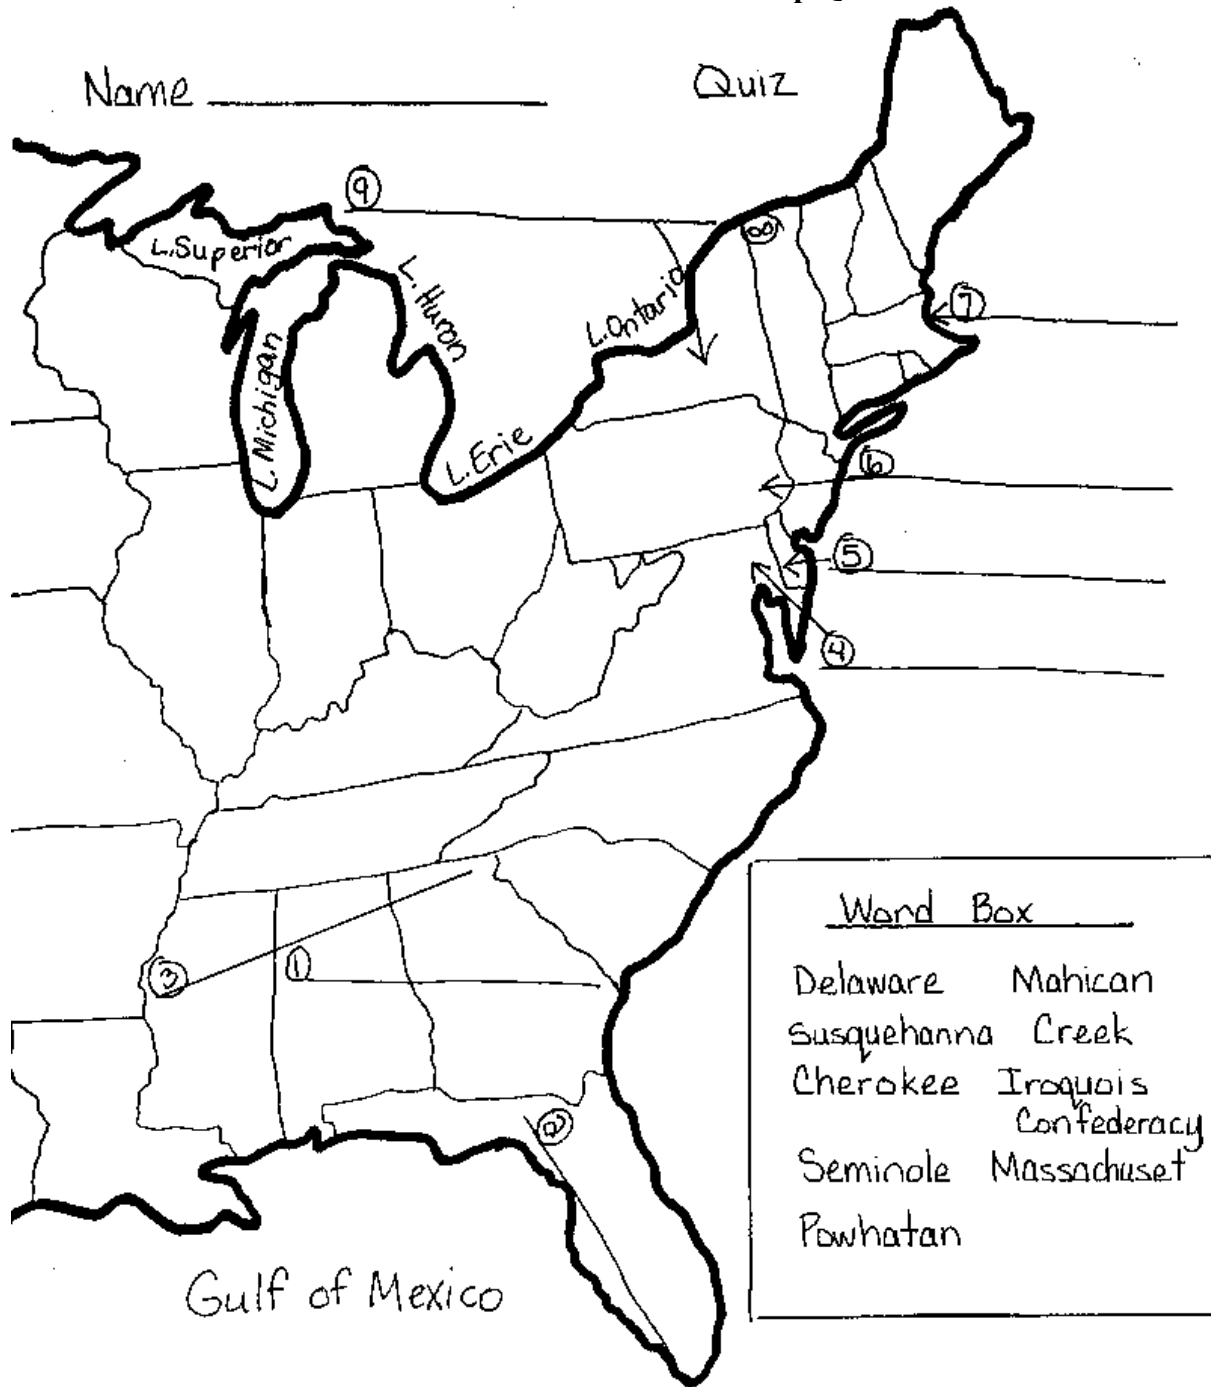 Name Quiz
9
8
L. Superior
L. Huron
L. Ontario
7
L. Michigan
L. Erie
6
5
4
Word Box
3
1
Delaware Mahican
Susquehanna Creek
Cherokee Iroquois
Confederacy
2
Seminole Massachuset
Powhatan
Gulf of Mexico